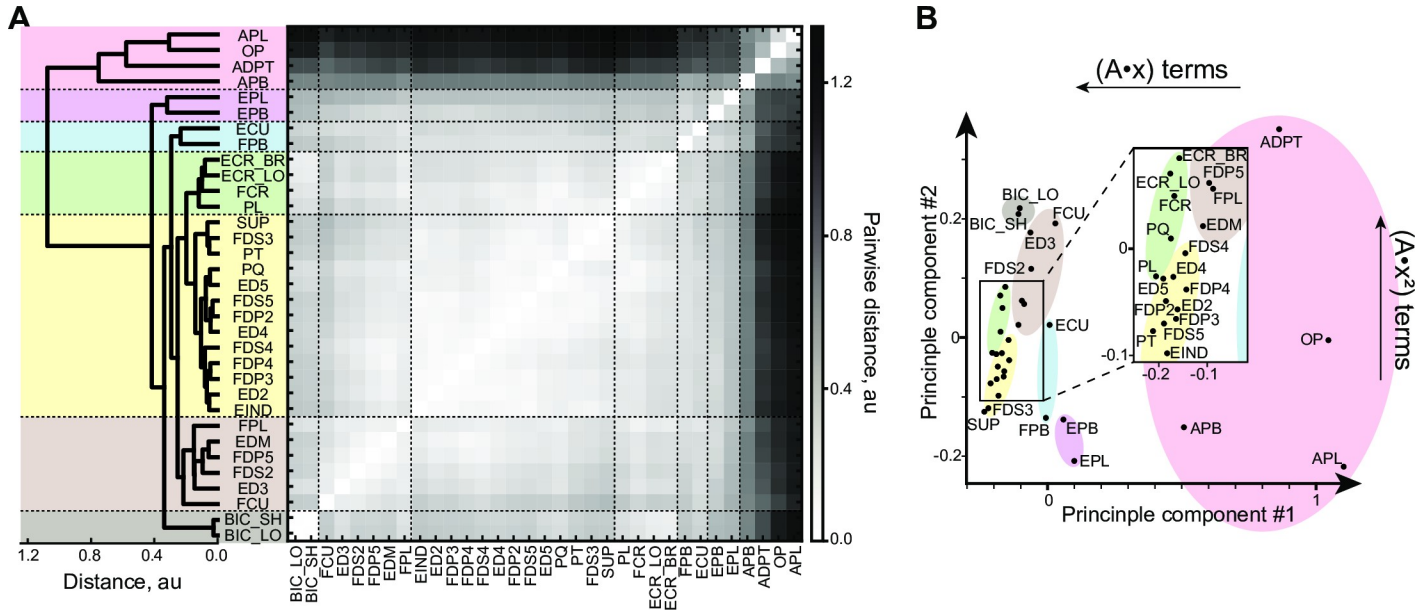 A
APL
OP
ADPT
APB
EPL
EPB
ECU
FPB
ECR_BR
ECR_LO
FCR
PL
SUP
FDS3
PT
PQ
ED5
FDS5
FDP2
ED4
FDS4
FDP4
FDP3
ED2
EIND
FPL
EDM
FDP5
FDS2
ED3
FCU
BIC_SH
BIC_LO
1.2 0.8 0.4 0.0
Distance, au
BIC_LO
BIC_SH
FCU
ED3
FDS2
FDP5
EDM
FPL
EIND
ED2
FDP3
FDP4
FDS4
ED4
FDP2
FDS5
ED5
PQ
PT
FDS3
SUP
PL
FCR
ECR_LO
ECR_BR
FPB
ECU
EPB
EPL
APB
ADPT
OP
APL
1.2
0.8
0.4
0.0
Pairwise distance, au
B
(A•x) terms
(A•x²) terms
Princinple component #2
0.2
0
-0.2
0 1
Princinple component #1
BIC_LO
BIC_SH
FCU
ED3
FDS2
ECU
FDS3
SUP
FPB
EPB
EPL
ADPT
OP
APB
APL
ECR_BR
ECR_LO
FDP5
FCR
FPL
PQ
EDM
FDS4
PL
ED4
ED5
FDP4
FDP2
ED2
FDP3
PT
FDS5
EIND
0
-0.1
-0.2 -0.1